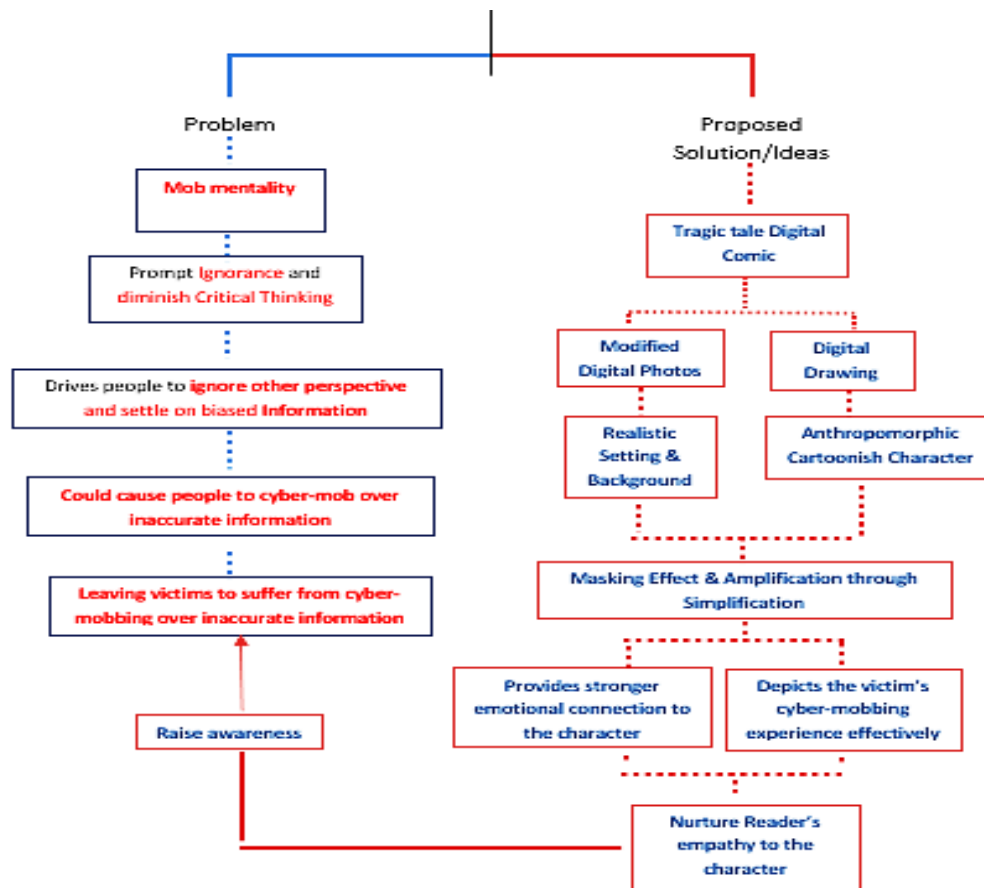 Problem
Mob mentality
Prompt Ignorance and
diminish Critical Thinking
Drives people to ignore other perspective
and settle on biased Information
Could cause people to cyber-mob over
inaccurate information
Leaving victims to suffer from cyber-
mobbing over inaccurate information
Raise awareness
Proposed
Solution/Ideas
Tragic tale Digital
Comic
Modified
Digital Photos
Digital
Drawing
Realistic
Setting &
Background
Anthropomorphic
Cartoonish Character
Masking Effect & Amplification through
Simplification
Provides stronger
emotional connection to
the character
Depicts the victim's
cyber-mobbing
experience effectively
Nurture Reader's
empathy to the
character